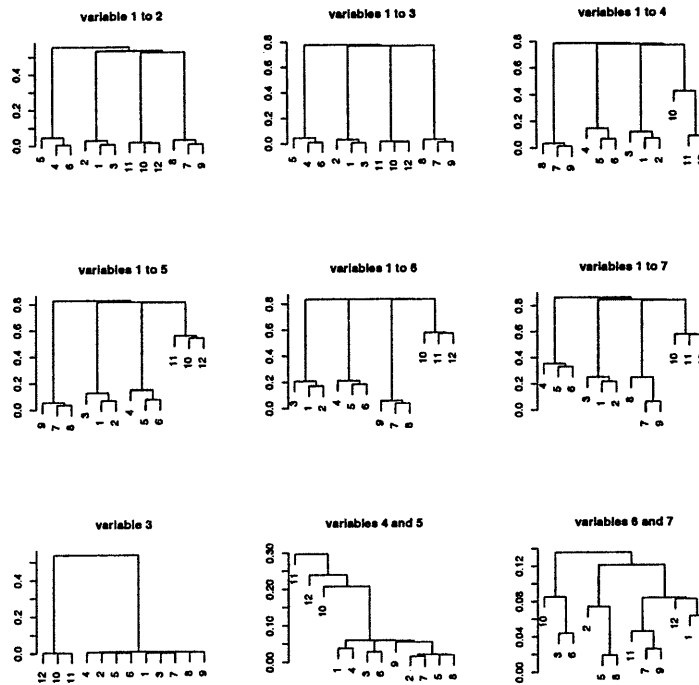 variable 1 to 2
variables 1 to 3
variables 1 to 4
0.0 0.2 0.4
5 4 6 2 1 3 11 10 12 8 7 9
0.0 0.2 0.4 0.6 0.8
5 4 6 2 1 3 11 10 12 8 7 9
0.0 0.2 0.4 0.6 0.8
8 7 9 4 5 6 3 1 2 10 11
variables 1 to 5
variables 1 to 6
variables 1 to 7
0.0 0.2 0.4 0.6 0.8
9 7 8 3 1 2 4 5 6 11 10 12
0.0 0.2 0.4 0.6 0.8
3 1 2 4 5 6 9 7 8 10 11 12
0.0 0.2 0.4 0.6 0.8
4 5 6 3 1 2 8 7 9 10 11
variable 3
variables 4 and 5
variables 6 and 7
0.0 0.2 0.4
12 10 11 4 2 5 6 1 3 7 8 9
0.00 0.10 0.20 0.30
11 12 10 1 4 3 6 9 2 7 5 8
0.00 0.04 0.08 0.12
10 3 6 2 5 8 11 7 9 12 1